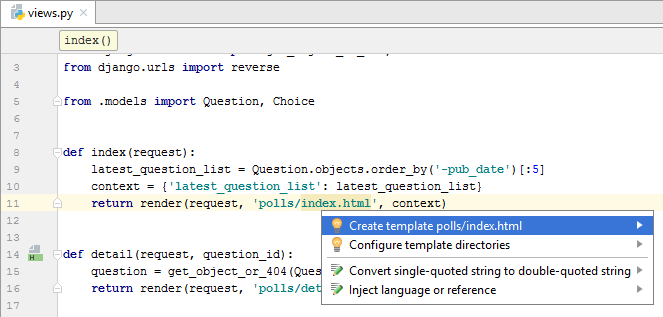 views.py
index()
3 from django.urls import reverse
4
5 from .models import Question, Choice
6
7
8 def index(request):
9 latest_question_list = Question.objects.order_by('-pub_date')[:5]
10 context = {'latest_question_list': latest_question_list}
11 return render(request, 'polls/index.html', context)
12
Create template polls/index.html
13
Configure template directories
14 def detail(request, question_id):
15 question = get_object_or_404(Ques
Convert single-quoted string to double-quoted string
16 return render(request, 'polls/det
Inject language or reference
17